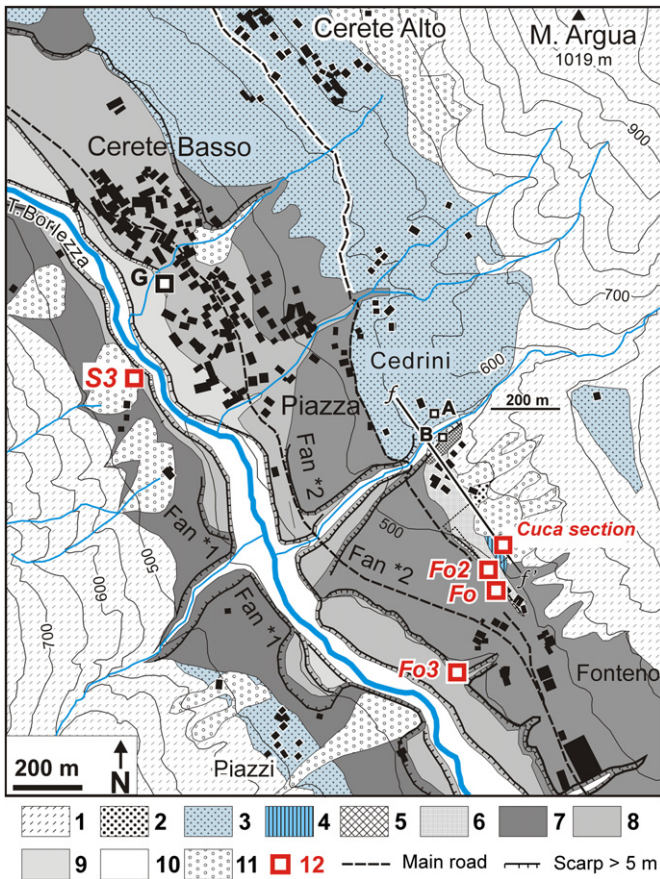 Cerete Alto
M. Argua
1019 m
900
Cerete Basso
T. Borlezza
G
700
Cedrini
600
S3
f
A
200 m
B
Piazza
Fan *2
Cuca section
500
Fan *1
Fan *2
Fo2
f'
Fo
500
600
700
Fan *1
Fo3
Fonteno
Piazzi
200 m
N
1 2 3 4 5 6 7 8
9 10 11 12 Main road Scarp > 5 m